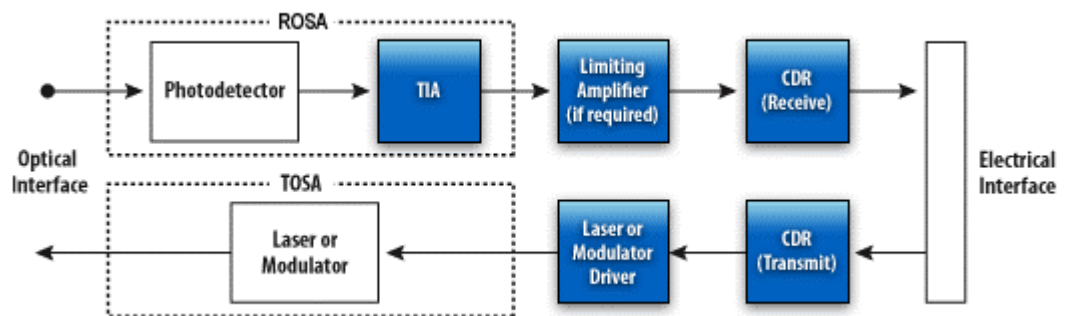 ROSA
Photodetector
TIA
Limiting
Amplifier
(if required)
CDR
(Receive)
Optical
Interface
Electrical
Interface
TOSA
Laser or
Modulator
Laser or
Modulator
Driver
CDR
(Transmit)